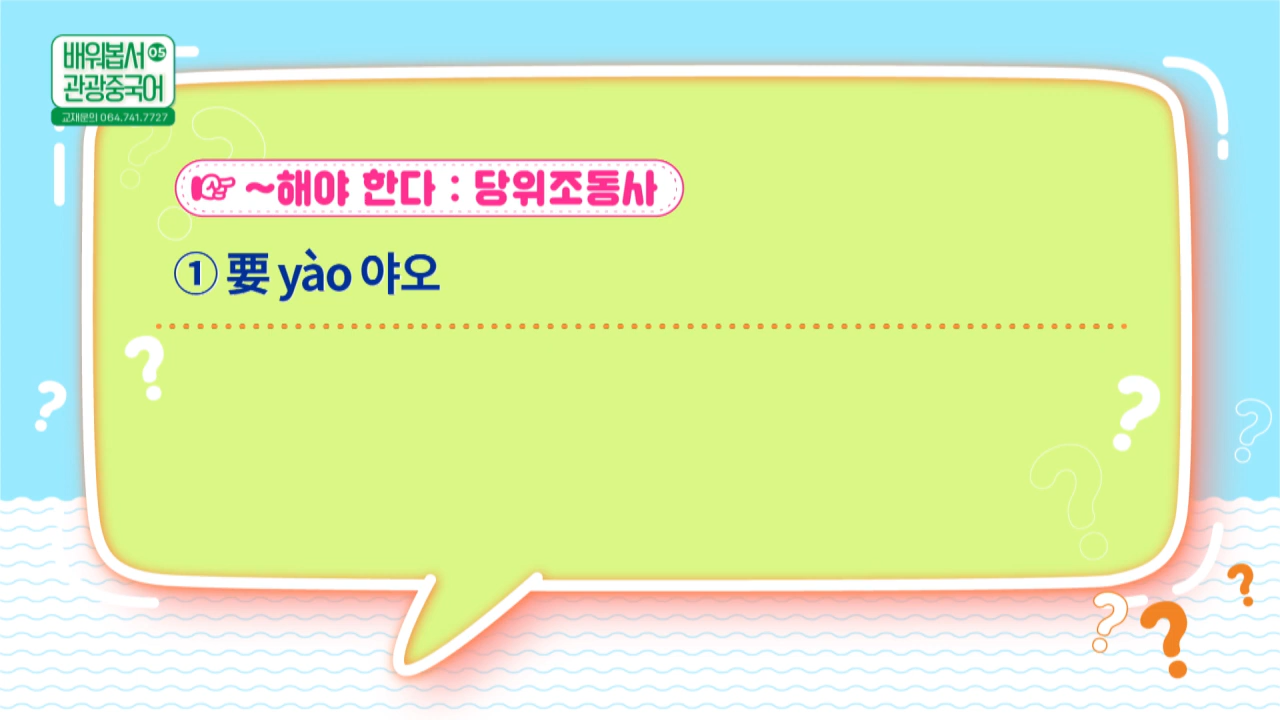 배워봅서 05
관광중국어
교재문의 064.741.7727
~해야 한다 : 당위조동사
① 要 yào 야오